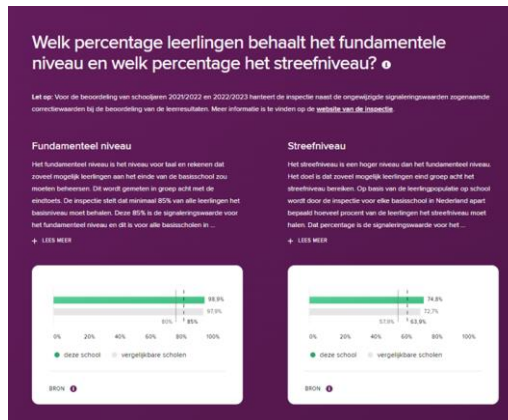 Welk percentage leerlingen behaalt het fundamentele
niveau en welk percentage het streefniveau?
Let op: Voor de beoordeling van schooljaren 2021/2022 en 2022/2023 hanteert de inspectie naast de ongewijzigde signaleringswaarden zogenaamde
correctiewaarden bij de beoordeling van de leerresultaten. Meer informatie is te vinden op de website van de inspectie.
Fundamenteel niveau
Het fundamenteel niveau is het niveau voor taal en rekenen dat
zoveel mogelijk leerlingen aan het einde van de basisschool zou
moeten beheersen. Dit wordt gemeten in groep acht met de
eindtoets. De inspectie stelt dat minimaal 85% van alle leerlingen het
basisniveau moet behalen. Deze 85% is de signaleringswaarde voor
het fundamenteel niveau en dit is voor alle basisscholen in ...
+ LEES MEER
98,9%
97,9%
80% 85%
0% 20% 40% 60% 80% 100%
deze school vergelijkbare scholen
BRON
Streefniveau
Het streefniveau is een hoger niveau dan het fundamenteel niveau.
Het doel is dat zoveel mogelijk leerlingen eind groep acht het
streefniveau bereiken. Op basis van de leerlingpopulatie op school
wordt door de inspectie voor elke basisschool in Nederland apart
bepaald hoeveel procent van de leerlingen het streefniveau moet
halen. Dat percentage is de signaleringswaarde voor het ...
+ LEES MEER
74,8%
72,7%
57,9% 63,9%
0% 20% 40% 60% 80% 100%
deze school vergelijkbare scholen
BRON